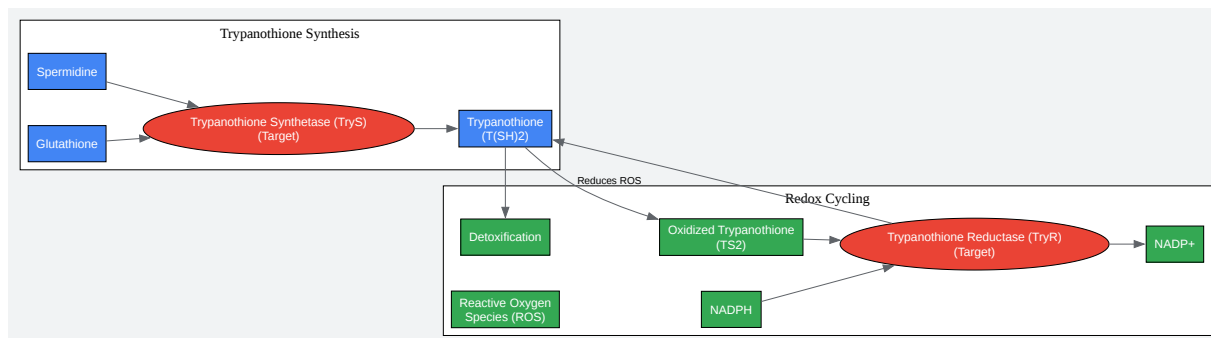 Trypanothione Synthesis
Spermidine
Glutathione
Trypanothione Synthetase (TryS)
(Target)
Trypanothione
(T(SH)2)
Reduces ROS
Redox Cycling
Detoxification
Oxidized Trypanothione
(TS2)
Trypanothione Reductase (TryR)
(Target)
NADP+
Reactive Oxygen
Species (ROS)
NADPH